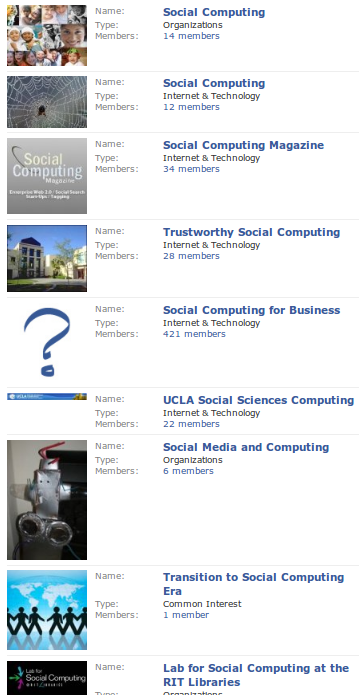 Name: Social Computing
Type: Organizations
Members: 14 members
Name: Social Computing
Type: Internet & Technology
Members: 12 members
Social
Computing
Magazine
Enterprise Web 2.0 · Social Search
Start-Ups · Tagging
Name: Social Computing Magazine
Type: Internet & Technology
Members: 34 members
Name: Trustworthy Social Computing
Type: Internet & Technology
Members: 28 members
?
Name: Social Computing for Business
Type: Internet & Technology
Members: 421 members
UCLA
Name: UCLA Social Sciences Computing
Type: Internet & Technology
Members: 22 members
Name: Social Media and Computing
Type: Organizations
Members: 6 members
Name: Transition to Social Computing
Era
Type: Common Interest
Members: 1 member
Lab for
Social Computing
Name: Lab for Social Computing at the
RIT Libraries
Type: Organizations